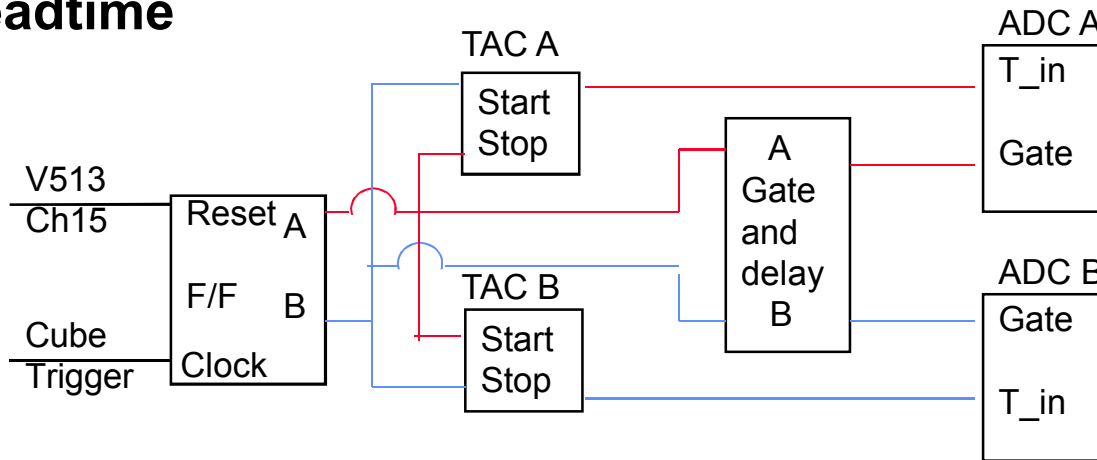 eadtime
TAC A
Start
Stop
ADC A
T_in
Gate
V513
Ch15
Reset A
F/F
B
Cube
Trigger
Clock
A
Gate
and
delay
B
TAC B
Start
Stop
ADC B
Gate
T_in